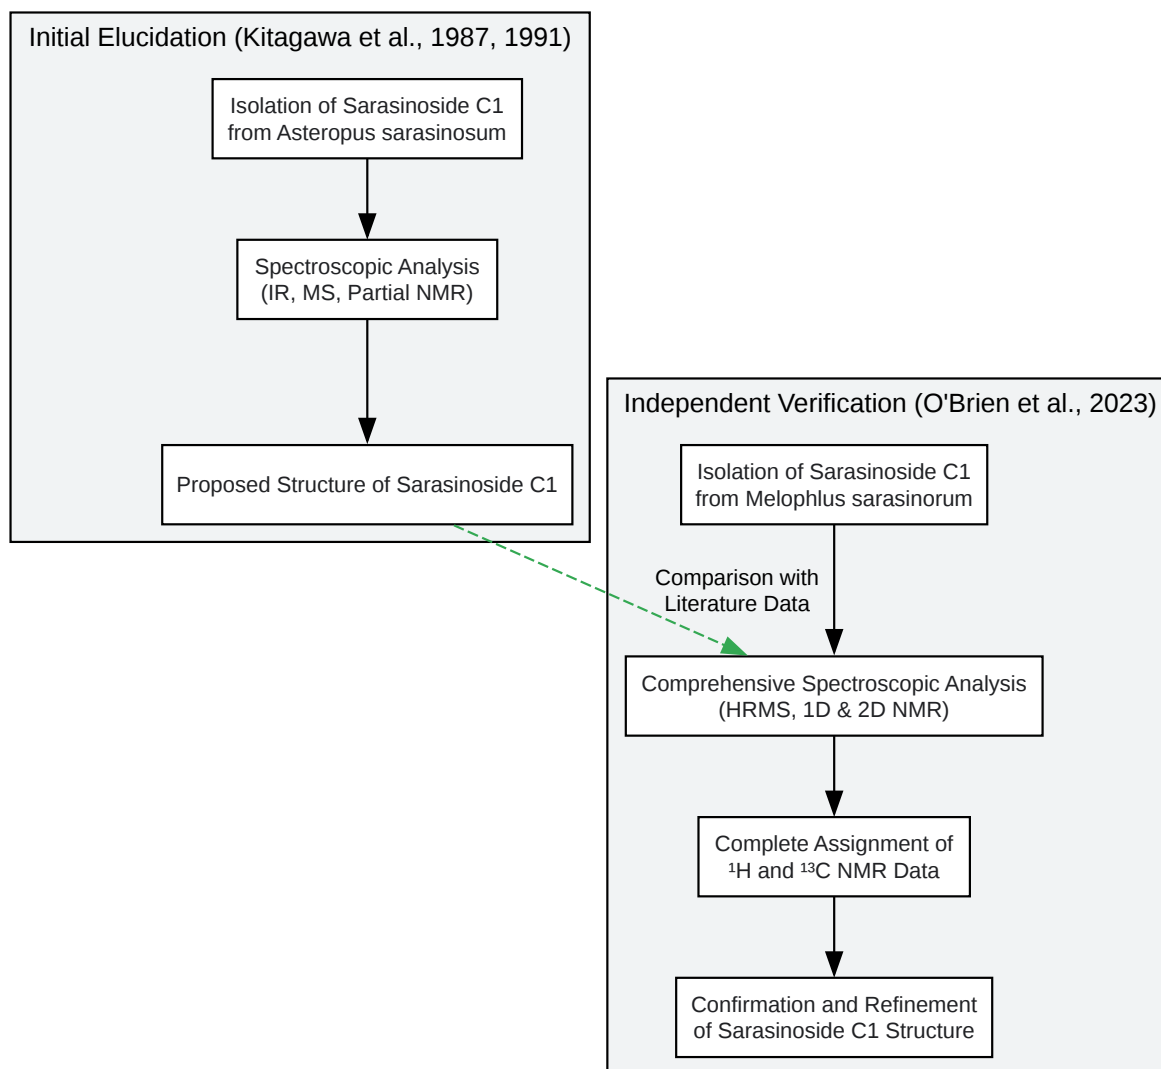 Initial Elucidation (Kitagawa et al., 1987, 1991)
Isolation of Sarasinoside C1
from Asteropus sarasinosum
Spectroscopic Analysis
(IR, MS, Partial NMR)
Proposed Structure of Sarasinoside C1
Independent Verification (O'Brien et al., 2023)
Isolation of Sarasinoside C1
from Melophlus sarasinorum
Comparison with
Literature Data
Comprehensive Spectroscopic Analysis
(HRMS, 1D & 2D NMR)
Complete Assignment of
¹H and ¹³C NMR Data
Confirmation and Refinement
of Sarasinoside C1 Structure